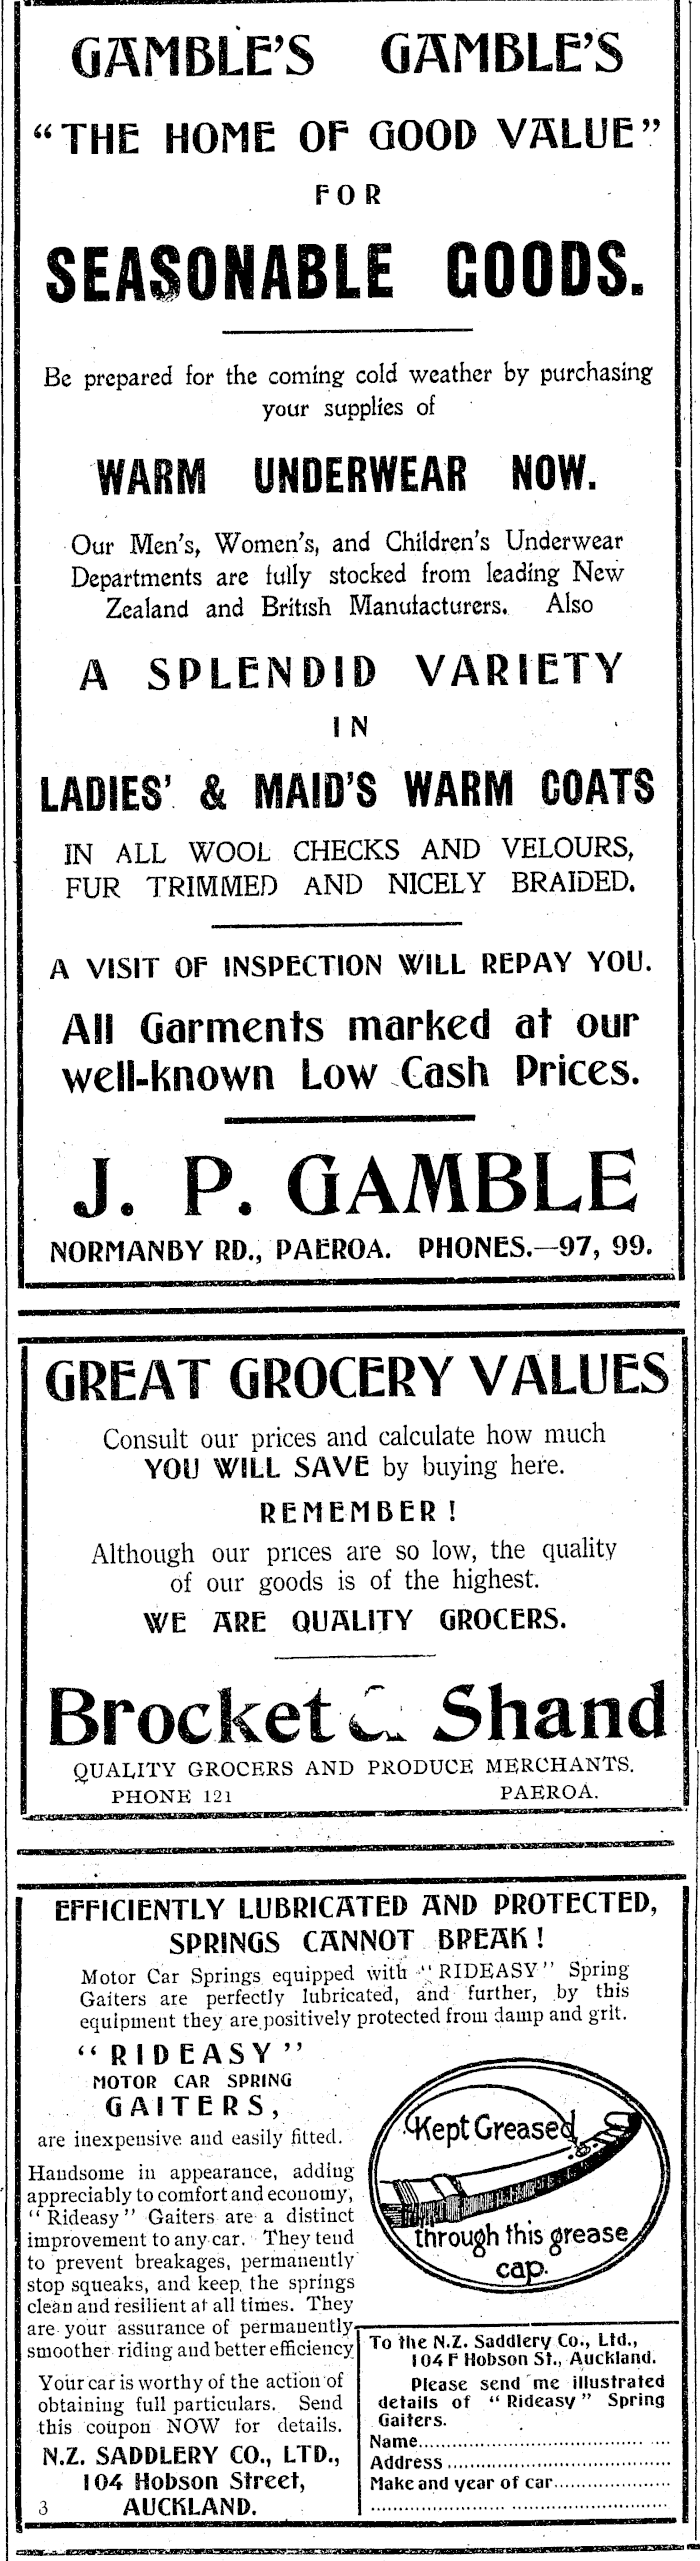 GAMBLE'S GAMBLE'S
"THE HOME OF GOOD VALUE"
FOR
SEASONABLE GOODS.
Be prepared for the coming cold weather by purchasing
your supplies of
WARM UNDERWEAR NOW.
Our Men's, Women's, and Children's Underwear
Departments are fully stocked from leading New
Zealand and British Manufacturers. Also
A SPLENDID VARIETY
IN
LADIES' & MAID'S WARM COATS
IN ALL WOOL CHECKS AND VELOURS,
FUR TRIMMED AND NICELY BRAIDED.
A VISIT OF INSPECTION WILL REPAY YOU.
All Garments marked at our
well-known Low Cash Prices.
J. P. GAMBLE
NORMANBY RD., PAEROA. PHONES.—97, 99.
GREAT GROCERY VALUES
Consult our prices and calculate how much
YOU WILL SAVE by buying here.
REMEMBER!
Although our prices are so low, the quality
of our goods is of the highest.
WE ARE QUALITY GROCERS.
Brocket & Shand
QUALITY GROCERS AND PRODUCE MERCHANTS.
PHONE 121 PAEROA.
EFFICIENTLY LUBRICATED AND PROTECTED,
SPRINGS CANNOT BREAK!
Motor Car Springs equipped with "RIDEASY" Spring
Gaiters are perfectly lubricated, and further, by this
equipment they are positively protected from damp and grit.
"RIDEASY"
MOTOR CAR SPRING
GAITERS,
are inexpensive and easily fitted.
Handsome in appearance, adding
appreciably to comfort and economy,
"Rideasy" Gaiters are a distinct
improvement to any car. They tend
to prevent breakages, permanently
stop squeaks, and keep the springs
clean and resilient at all times. They
are your assurance of permanently
smoother riding and better efficiency
Your car is worthy of the action of
obtaining full particulars. Send
this coupon NOW for details.
N.Z. SADDLERY CO., LTD.,
104 Hobson Street,
3 AUCKLAND.
Kept Greased
through this grease
cap.
To the N.Z. Saddlery Co., Ltd.,
104 F Hobson St., Auckland.
Please send me illustrated
details of "Rideasy" Spring
Gaiters.
Name
Address
Make and year of car